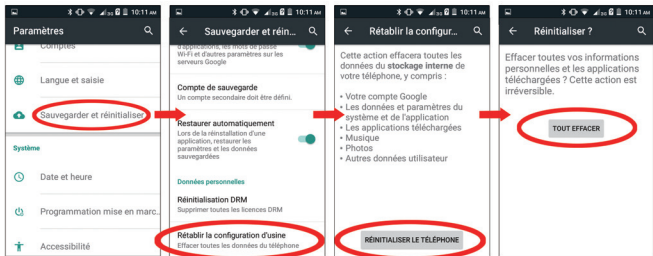 10:11 AM
Paramètres
Comptes
Langue et saisie
Sauvegarder et réinitialiser
Système
Date et heure
Programmation mise en marc..
Accessibilité
10:11 AM
Sauvegarder et réin...
d'applications, les mots de passe
Wi-Fi et d'autres paramètres sur les
serveurs Google
Compte de sauvegarde
Un compte secondaire doit être défini.
Restaurer automatiquement
Lors de la réinstallation d'une
application, restaurer les
paramètres et les données
sauvegardées
Données personnelles
Réinitialisation DRM
Supprimer toutes les licences DRM
Rétablir la configuration d'usine
Effacer toutes les données du téléphone
10:11 AM
Rétablir la configur...
Cette action effacera toutes les
données du stockage interne de
votre téléphone, y compris :
• Votre compte Google
• Les données et paramètres du
système et de l'application
• Les applications téléchargées
• Musique
• Photos
• Autres données utilisateur
RÉINITIALISER LE TÉLÉPHONE
10:11 AM
Réinitialiser ?
Effacer toutes vos informations
personnelles et les applications
téléchargées ? Cette action est
irréversible.
TOUT EFFACER